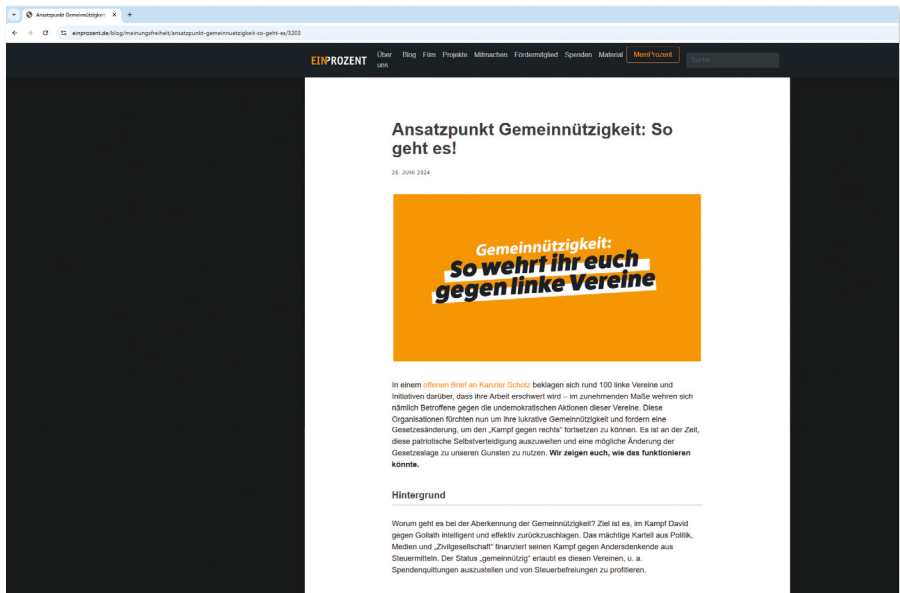 Ansatzpunkt Gemeinnützigkeit: X +
einprozent.de/blog/meinungsfreiheit/ansatzpunkt-gemeinnuetzigkeit-so-geht-es/3203
EINPROZENT Über uns Blog Film Projekte Mitmachen Fördermitglied Spenden Material MeinProzent Suche
Ansatzpunkt Gemeinnützigkeit: So
geht es!
26. JUNI 2024
Gemeinnützigkeit:
So wehrt ihr euch
gegen linke Vereine
In einem offenen Brief an Kanzler Scholz beklagen sich rund 100 linke Vereine und
Initiativen darüber, dass ihre Arbeit erschwert wird – im zunehmenden Maße wehren sich
nämlich Betroffene gegen die undemokratischen Aktionen dieser Vereine. Diese
Organisationen fürchten nun um ihre lukrative Gemeinnützigkeit und fordern eine
Gesetzesänderung, um den „Kampf gegen rechts" fortsetzen zu können. Es ist an der Zeit,
diese patriotische Selbstverteidigung auszuweiten und eine mögliche Änderung der
Gesetzeslage zu unseren Gunsten zu nutzen. Wir zeigen euch, wie das funktionieren
könnte.
Hintergrund
Worum geht es bei der Aberkennung der Gemeinnützigkeit? Ziel ist es, im Kampf David
gegen Goliath intelligent und effektiv zurückzuschlagen. Das mächtige Kartell aus Politik,
Medien und „Zivilgesellschaft" finanziert seinen Kampf gegen Andersdenkende aus
Steuermitteln. Der Status „gemeinnützig" erlaubt es diesen Vereinen, u. a.
Spendenquittungen auszustellen und von Steuerbefreiungen zu profitieren.